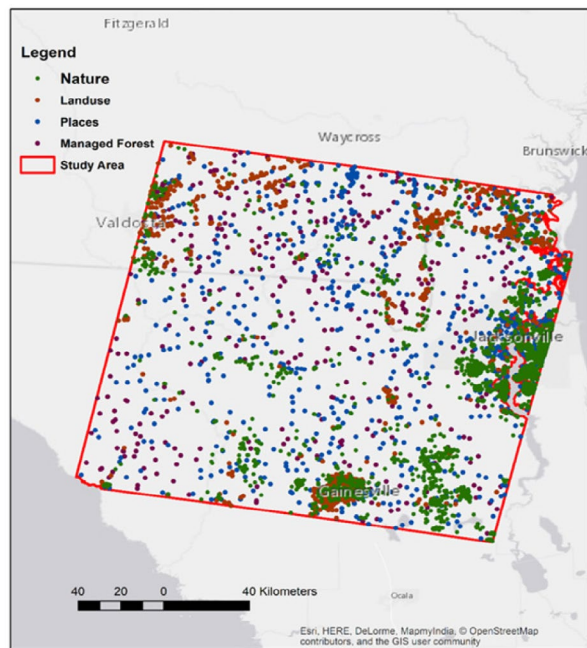 Fitzgerald
Legend
Nature
Landuse
Places
Managed Forest
Study Area
Waycross
Brunswick
Valdosta
Jacksonville
Gainesville
40 20 0 40 Kilometers
Ocala
Esri, HERE, DeLorme, MapmyIndia, © OpenStreetMap
contributors, and the GIS user community